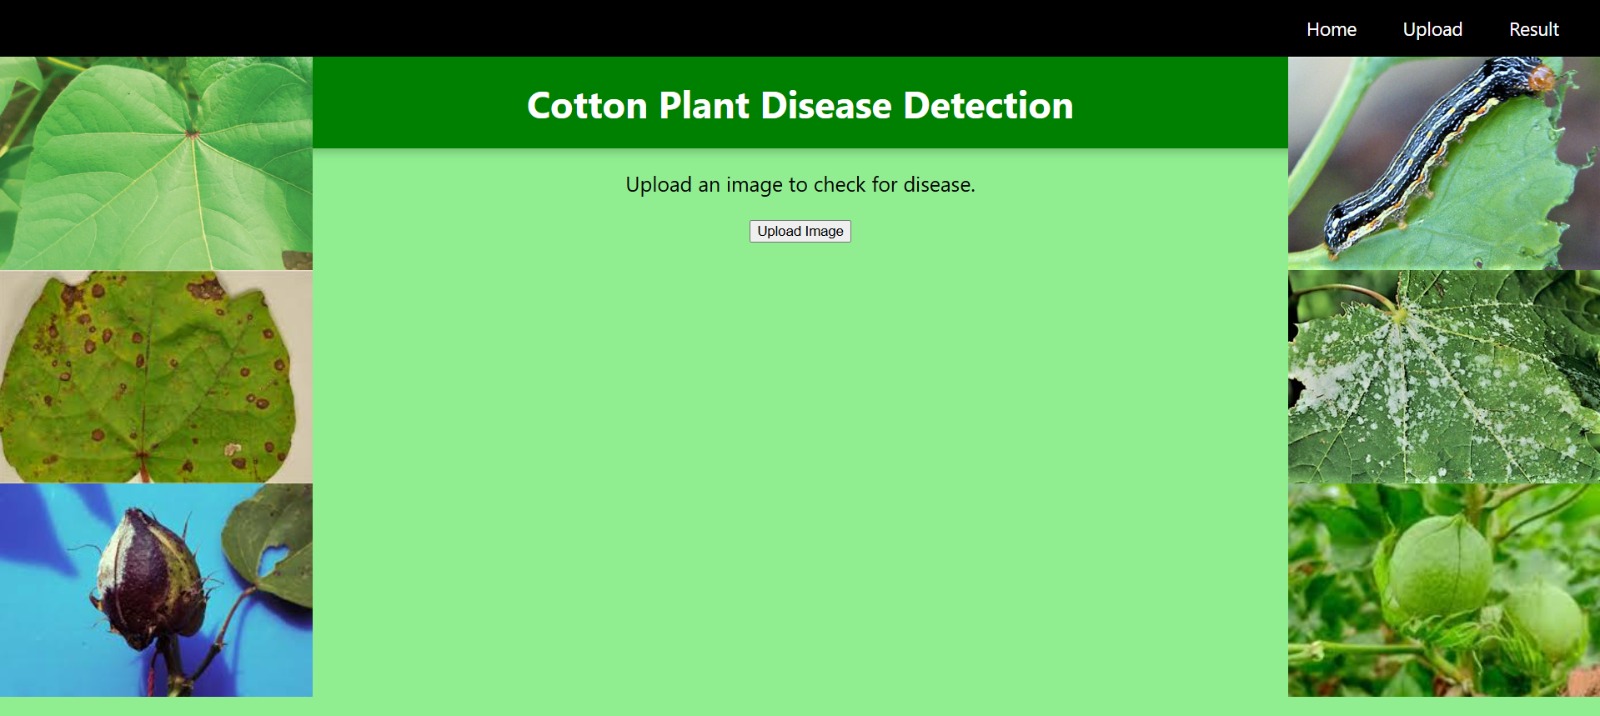 Home Upload Result
Cotton Plant Disease Detection
Upload an image to check for disease.
Upload Image